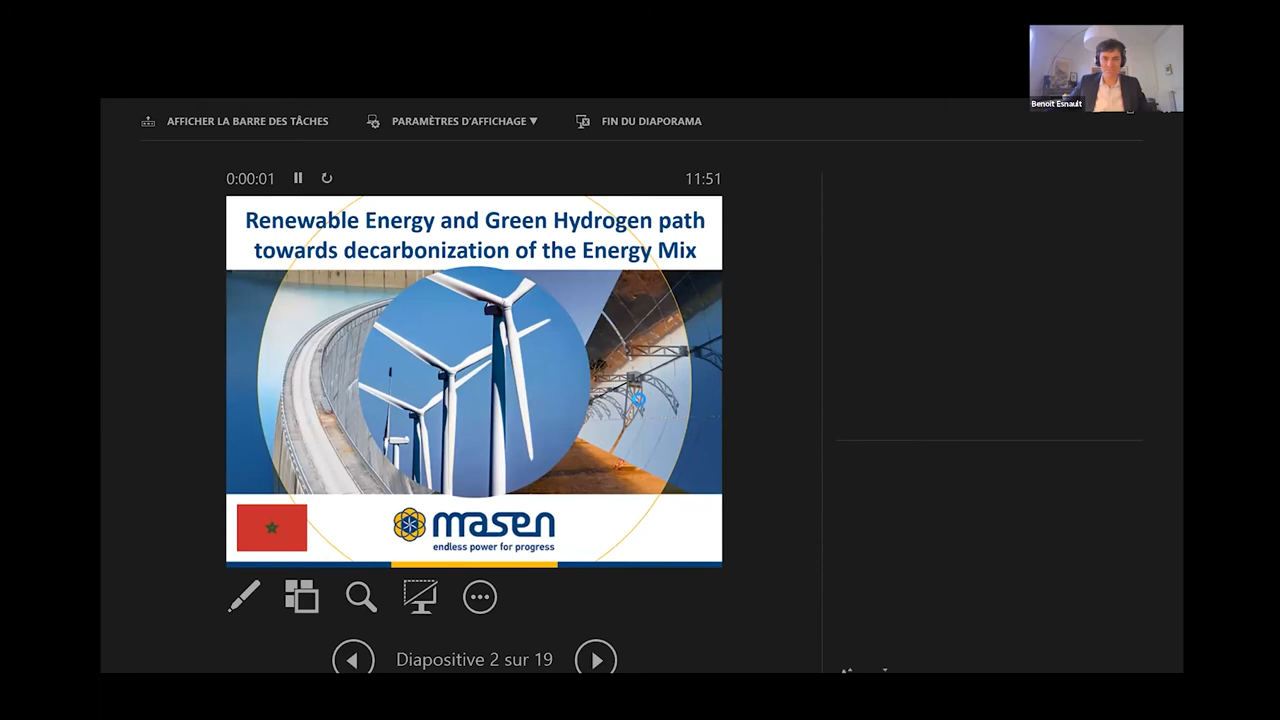 Benoît Esnault
AFFICHER LA BARRE DES TÂCHES
PARAMÈTRES D'AFFICHAGE ▼
FIN DU DIAPORAMA
0:00:01
11:51
Renewable Energy and Green Hydrogen path
towards decarbonization of the Energy Mix
masen
endless power for progress
Diapositive 2 sur 19